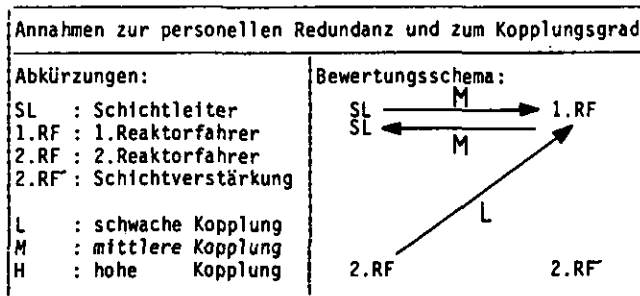 Annahmen zur personellen Redundanz und zum Kopplungsgrad
Abkürzungen:
SL : Schichtleiter
1.RF : 1.Reaktorfahrer
2.RF : 2.Reaktorfahrer
2.RF´ : Schichtverstärkung
L : schwache Kopplung
M : mittlere Kopplung
H : hohe Kopplung
Bewertungsschema:
M
SL 1.RF
SL
M
L
2.RF 2.RF´